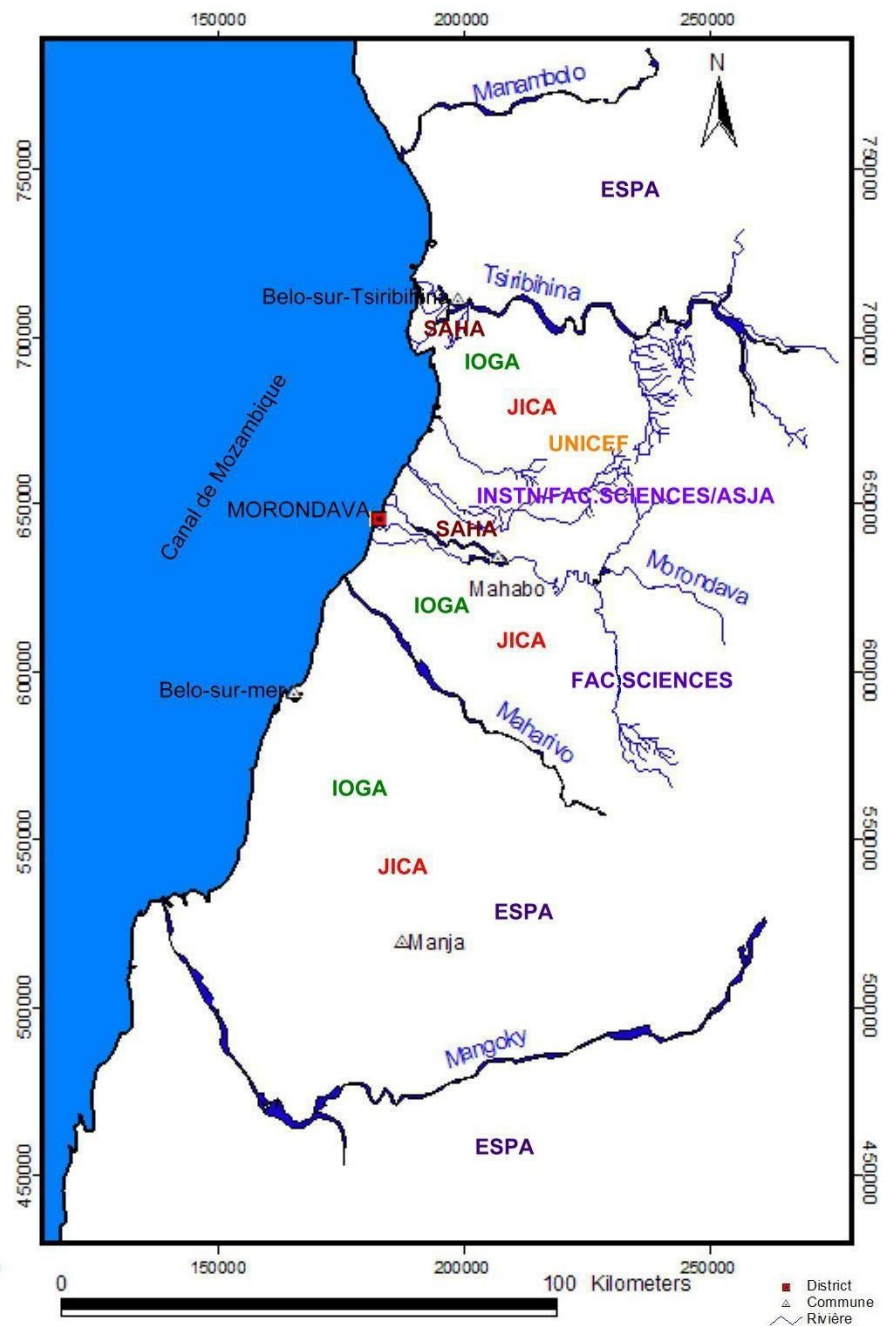 150000 200000 250000
N
Manambolo
750000 750000
ESPA
Tsiribihina
Belo-sur-Tsiribihina
SAHA
700000 700000
IOGA
JICA
UNICEF
INSTN/FAC.SCIENCES/ASJA
Canal de Mozambique
650000 650000
MORONDAVA
SAHA
Mahabo
Morondava
IOGA
JICA
600000 600000
FAC.SCIENCES
Belo-sur-mer
Maharivo
IOGA
550000 550000
JICA
ESPA
Manja
500000 500000
Mangoky
ESPA
450000 450000
150000 200000 250000
0 100 Kilometers
District
Commune
Rivière